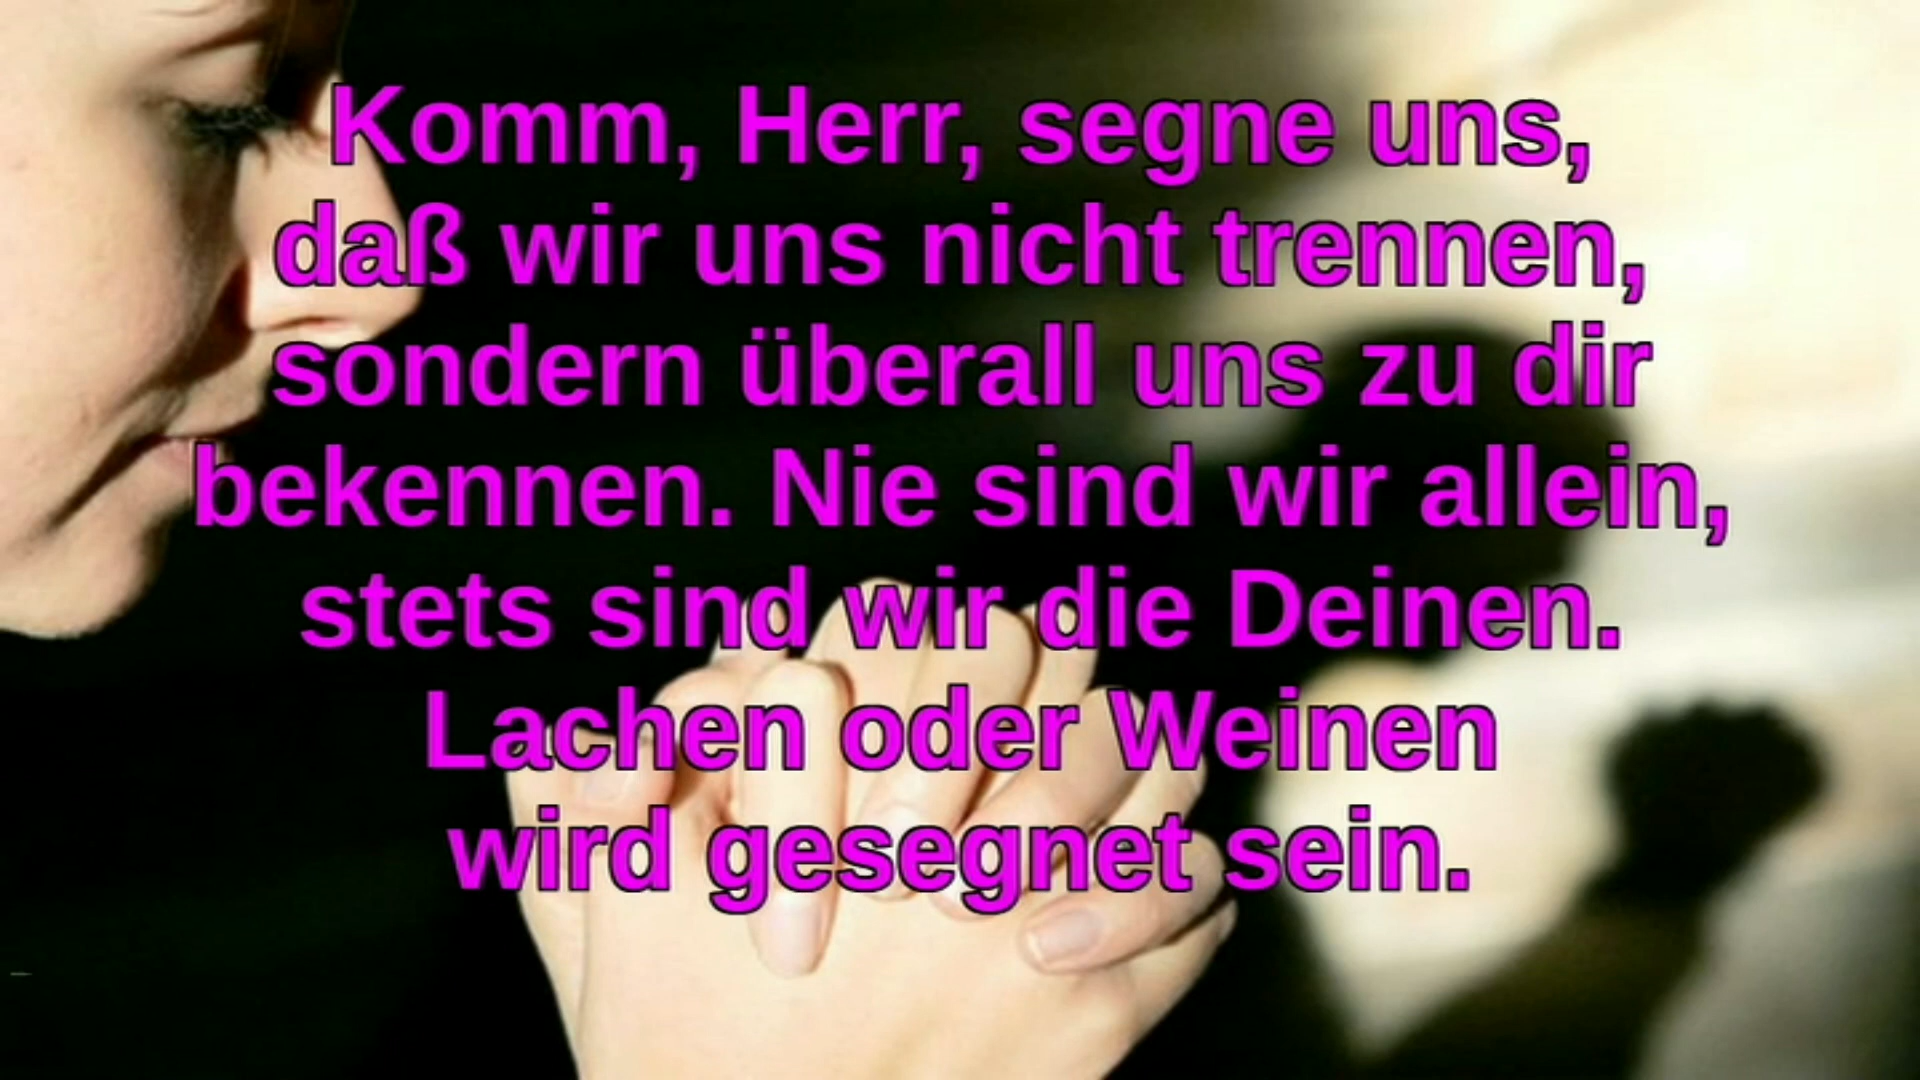 Komm, Herr, segne uns,
daß wir uns nicht trennen,
sondern überall uns zu dir
bekennen. Nie sind wir allein,
stets sind wir die Deinen.
Lachen oder Weinen
wird gesegnet sein.